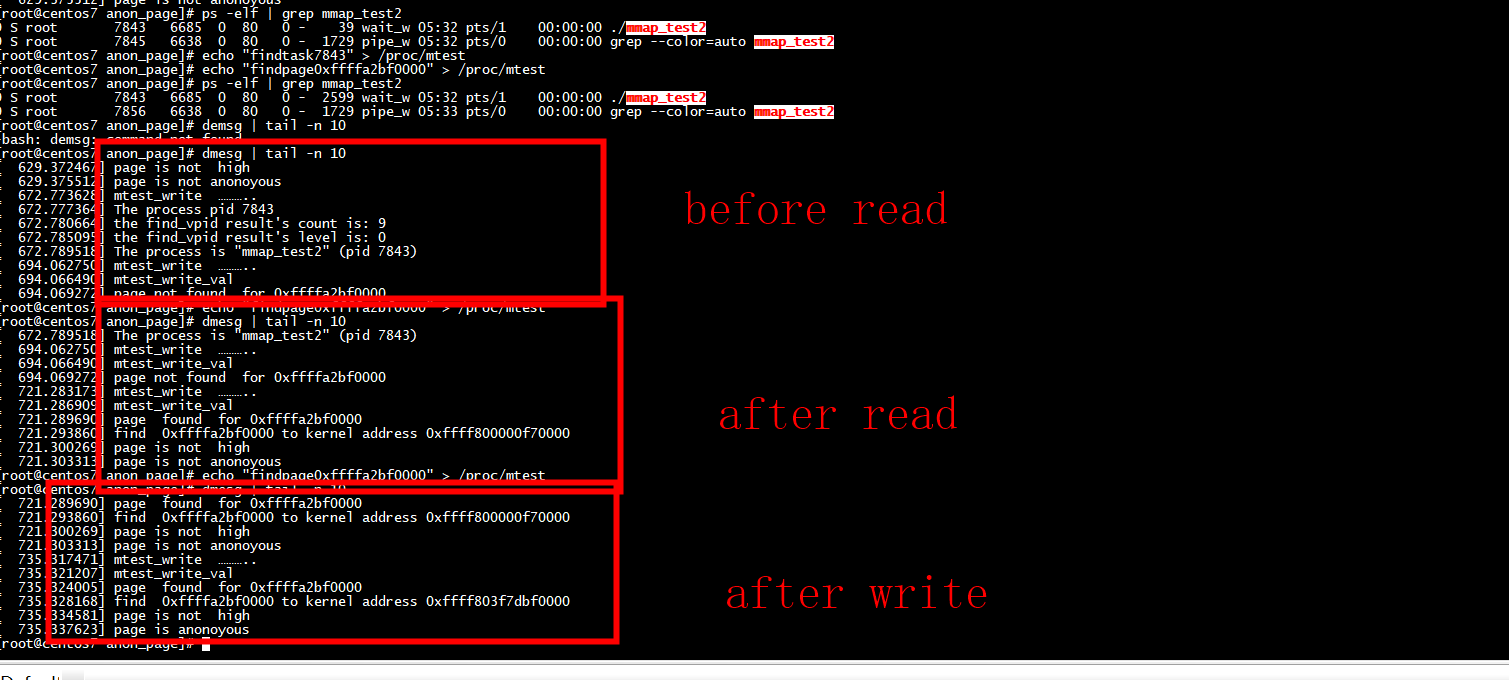 629.375512] page is not anonoyous
[root@centos7 anon_page]# ps -elf | grep mmap_test2
0 S root 7843 6685 0 80 0 - 39 wait_w 05:32 pts/1 00:00:00 ./mmap_test2
0 S root 7845 6638 0 80 0 - 1729 pipe_w 05:32 pts/0 00:00:00 grep --color=auto mmap_test2
[root@centos7 anon_page]# echo "findtask7843" > /proc/mtest
[root@centos7 anon_page]# echo "findpage0xffffa2bf0000" > /proc/mtest
[root@centos7 anon_page]# ps -elf | grep mmap_test2
0 S root 7843 6685 0 80 0 - 2599 wait_w 05:32 pts/1 00:00:00 ./mmap_test2
0 S root 7856 6638 0 80 0 - 1729 pipe_w 05:33 pts/0 00:00:00 grep --color=auto mmap_test2
[root@centos7 anon_page]# demsg | tail -n 10
-bash: demsg: command not found
[root@centos7 anon_page]# dmesg | tail -n 10
[ 629.372467] page is not high
[ 629.375512] page is not anonoyous
[ 672.773628] mtest_write ………..
[ 672.777364] The process pid 7843
[ 672.780664] the find_vpid result's count is: 9
[ 672.785095] the find_vpid result's level is: 0
[ 672.789518] The process is "mmap_test2" (pid 7843)
[ 694.062750] mtest_write ………..
[ 694.066490] mtest_write_val
[ 694.069272] page not found for 0xffffa2bf0000
before read
[root@centos7 anon_page]# echo "findpage0xffffa2bf0000" > /proc/mtest
[root@centos7 anon_page]# dmesg | tail -n 10
[ 672.789518] The process is "mmap_test2" (pid 7843)
[ 694.062750] mtest_write ………..
[ 694.066490] mtest_write_val
[ 694.069272] page not found for 0xffffa2bf0000
[ 721.283173] mtest_write ………..
[ 721.286909] mtest_write_val
[ 721.289690] page found for 0xffffa2bf0000
[ 721.293860] find 0xffffa2bf0000 to kernel address 0xffff800000f70000
[ 721.300269] page is not high
[ 721.303313] page is not anonoyous
after read
[root@centos7 anon_page]# echo "findpage0xffffa2bf0000" > /proc/mtest
[root@centos7 anon_page]# dmesg | tail -n 10
[ 721.289690] page found for 0xffffa2bf0000
[ 721.293860] find 0xffffa2bf0000 to kernel address 0xffff800000f70000
[ 721.300269] page is not high
[ 721.303313] page is not anonoyous
[ 735.317471] mtest_write ………..
[ 735.321207] mtest_write_val
[ 735.324005] page found for 0xffffa2bf0000
[ 735.328168] find 0xffffa2bf0000 to kernel address 0xffff803f7dbf0000
[ 735.334581] page is not high
[ 735.337623] page is anonoyous
after write
[root@centos7 anon_page]#